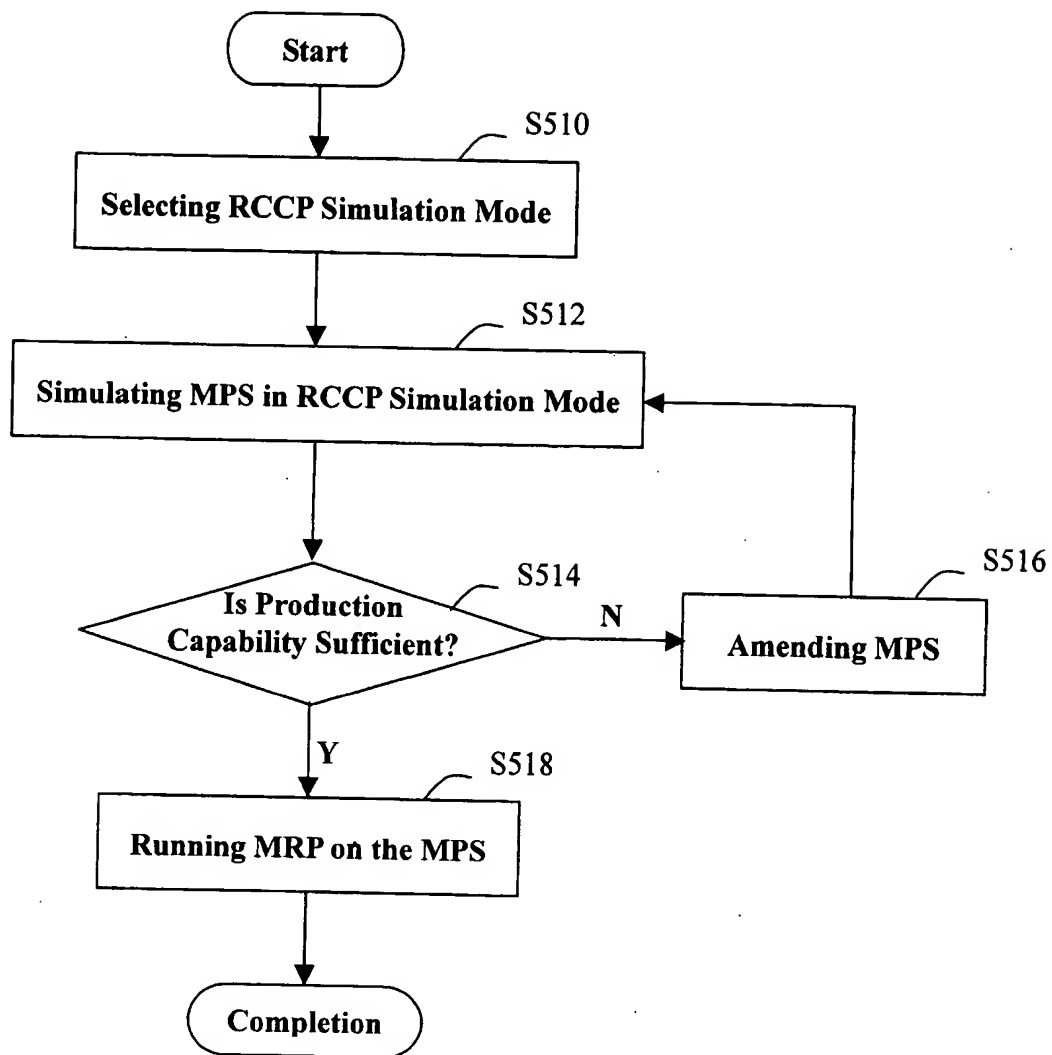 Start
S510
Selecting RCCP Simulation Mode
S512
Simulating MPS in RCCP Simulation Mode
S514
Is Production
Capability Sufficient?
N
S516
Amending MPS
Y
S518
Running MRP on the MPS
Completion